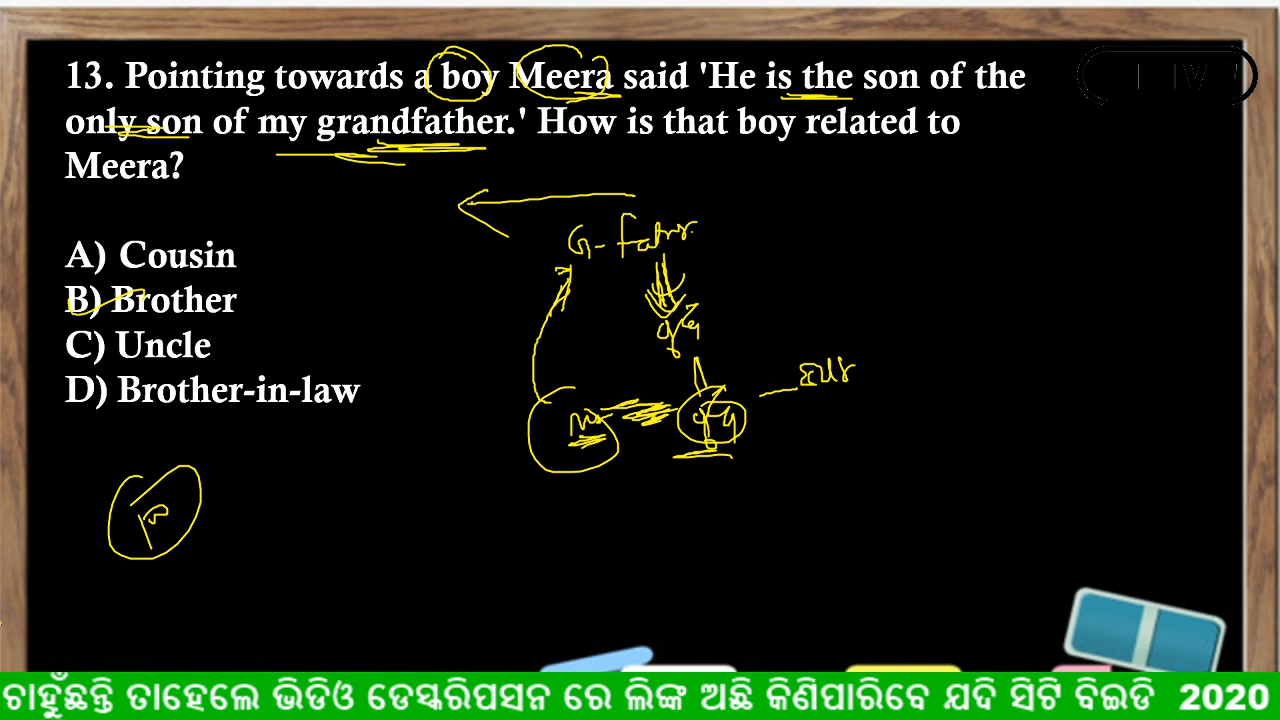 13. Pointing towards a boy Meera said 'He is the son of the
only son of my grandfather.' How is that boy related to
Meera?
A) Cousin
B) Brother
C) Uncle
D) Brother-in-law
LIVE
ଚାହୁଁଛନ୍ତି ତାହେଲେ ଭିଡିଓ ଡେସ୍କରିପସନ ରେ ଲିଙ୍କ ଅଛି କିଣିପାରିବେ ଯଦି ସିଟି ବିଇଡି 2020